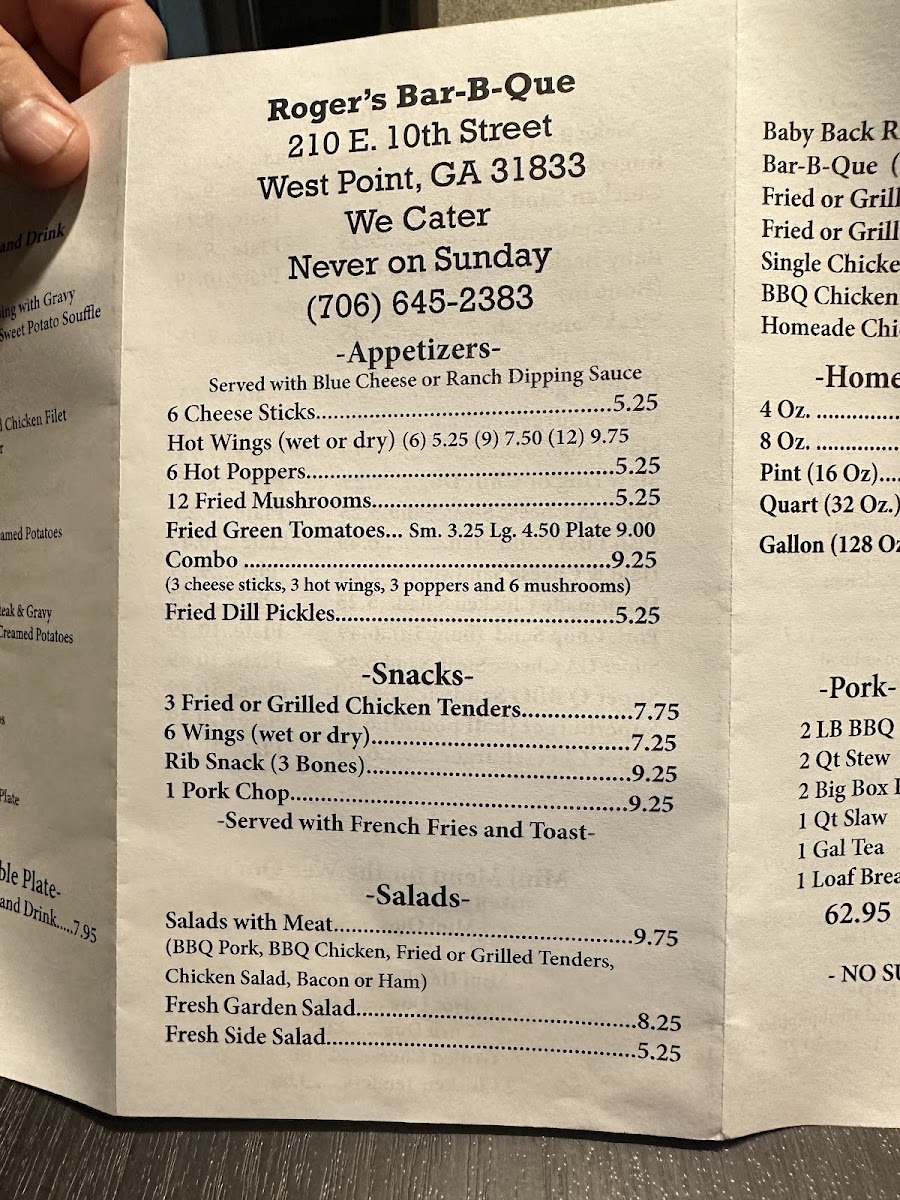 and Drink
with Gravy
Sweet Potato Souffle
Chicken Filet
Potatoes
& Gravy
Creamed Potatoes
Plate
Plate-
and Drink.....7.95
Roger's Bar-B-Que
210 E. 10th Street
West Point, GA 31833
We Cater
Never on Sunday
(706) 645-2383
-Appetizers-
Served with Blue Cheese or Ranch Dipping Sauce
6 Cheese Sticks..........................................5.25
Hot Wings (wet or dry) (6) 5.25 (9) 7.50 (12) 9.75
6 Hot Poppers............................................5.25
12 Fried Mushrooms..................................5.25
Fried Green Tomatoes... Sm. 3.25 Lg. 4.50 Plate 9.00
Combo .....................................................9.25
(3 cheese sticks, 3 hot wings, 3 poppers and 6 mushrooms)
Fried Dill Pickles........................................5.25
-Snacks-
3 Fried or Grilled Chicken Tenders................7.75
6 Wings (wet or dry).....................................7.25
Rib Snack (3 Bones)......................................9.25
1 Pork Chop................................................9.25
-Served with French Fries and Toast-
-Salads-
Salads with Meat...........................................9.75
(BBQ Pork, BBQ Chicken, Fried or Grilled Tenders,
Chicken Salad, Bacon or Ham)
Fresh Garden Salad........................................8.25
Fresh Side Salad............................................5.25
Baby Back
Bar-B-Que (
Fried or
Fried or
Single
BBQ Chicken
Homeade
4 Oz. ............
8 Oz. ............
Pint (16 Oz)....
Quart (32 Oz.)
Gallon (128
-Pork-
2 LB BBQ
2 Qt Stew
2 Big Box
1 Qt Slaw
1 Gal Tea
1 Loaf
62.95
- NO